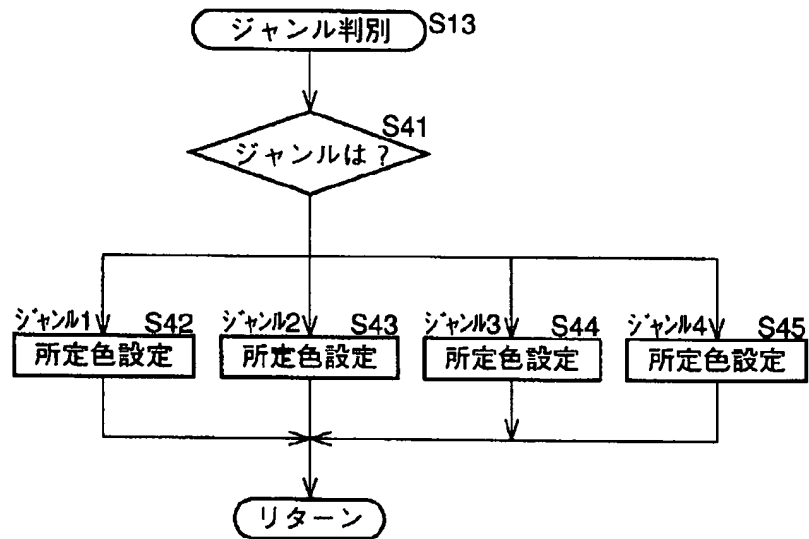 ジャンル判別 S13
S41
ジャンルは？
ジャンル1 S42 ジャンル2 S43 ジャンル3 S44 ジャンル4 S45
所定色設定 所定色設定 所定色設定 所定色設定
リターン